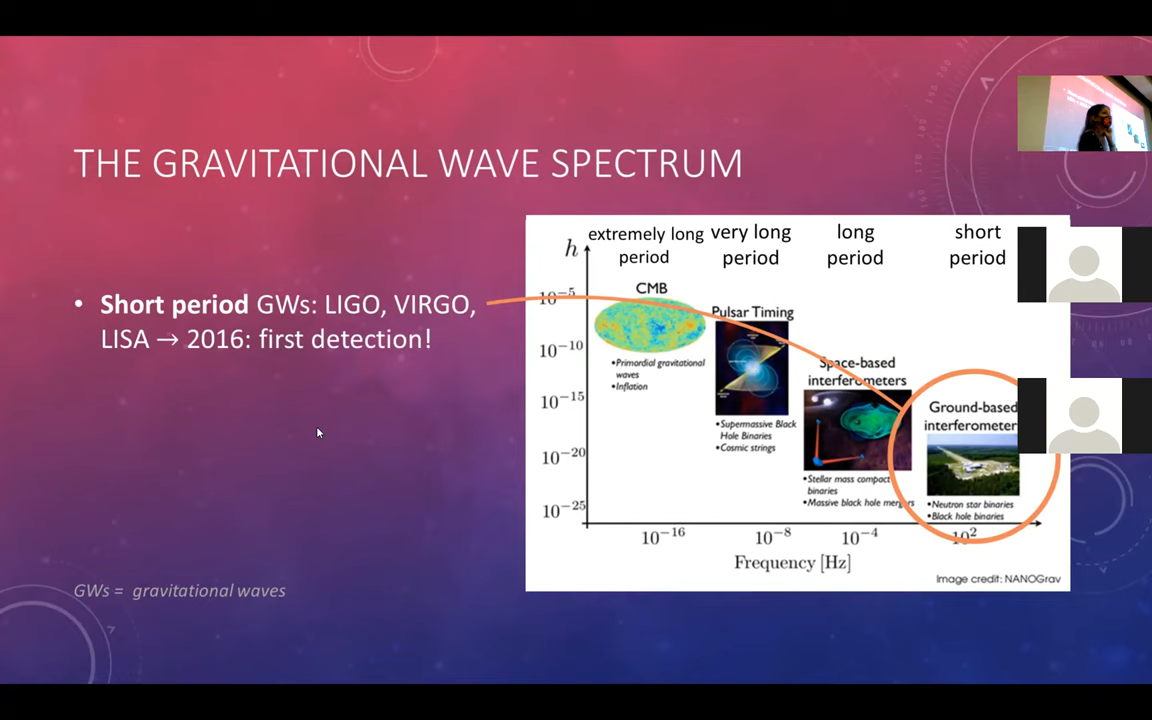 THE GRAVITATIONAL WAVE SPECTRUM
• Short period GWs: LIGO, VIRGO,
LISA → 2016: first detection!
GWs = gravitational waves
extremely long
period
very long
period
long
period
short
period
h
10⁻⁵
10⁻¹⁰
10⁻¹⁵
10⁻²⁰
10⁻²⁵
CMB
•Primordial gravitational
waves
•Inflation
Pulsar Timing
•Supermassive Black
Hole Binaries
•Cosmic strings
Space-based
interferometers
•Stellar mass compact
binaries
•Massive black hole mergers
Ground-based
interferometer
•Neutron star binaries
•Black hole binaries
10⁻¹⁶
10⁻⁸
10⁻⁴
10²
Frequency [Hz]
Image credit: NANOGrav